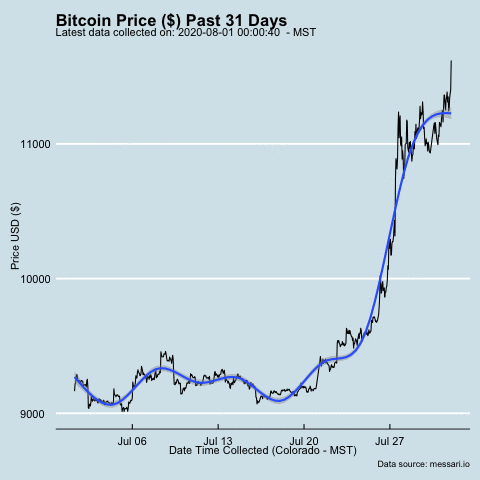 Bitcoin Price ($) Past 31 Days
Latest data collected on: 2020-08-01 00:00:40  - MST
11000
10000
9000
Price USD ($)
Jul 06 Jul 13 Jul 20 Jul 27
Date Time Collected (Colorado - MST)
Data source: messari.io